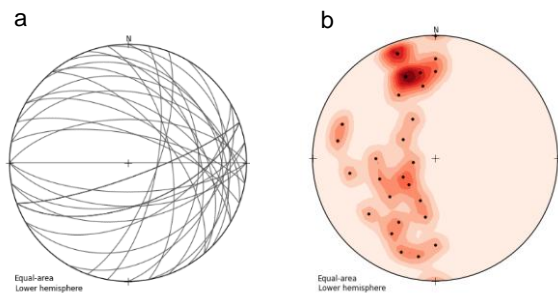 a
b
N
N
Equal-area
Lower hemisphere
Equal-area
Lower hemisphere